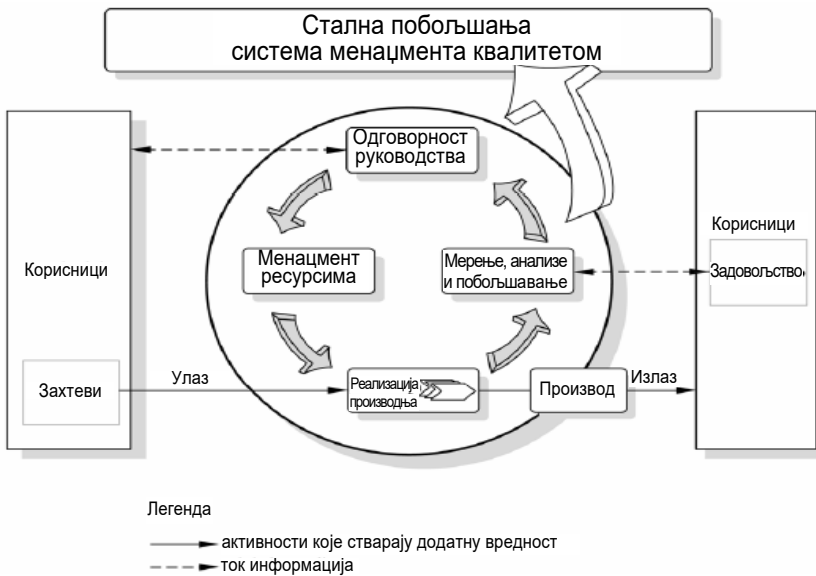 Стална побољшања
система менаџмента квалитетом
Одговорност
руководства
Корисници
Менацмент
ресурсима
Мерење, анализе
и побољшавање
Корисници
Задовољство
Захтеви
Улаз
Реализација,
производња
Производ
Излаз
Легенда
активности које стварају додатну вредност
ток информација